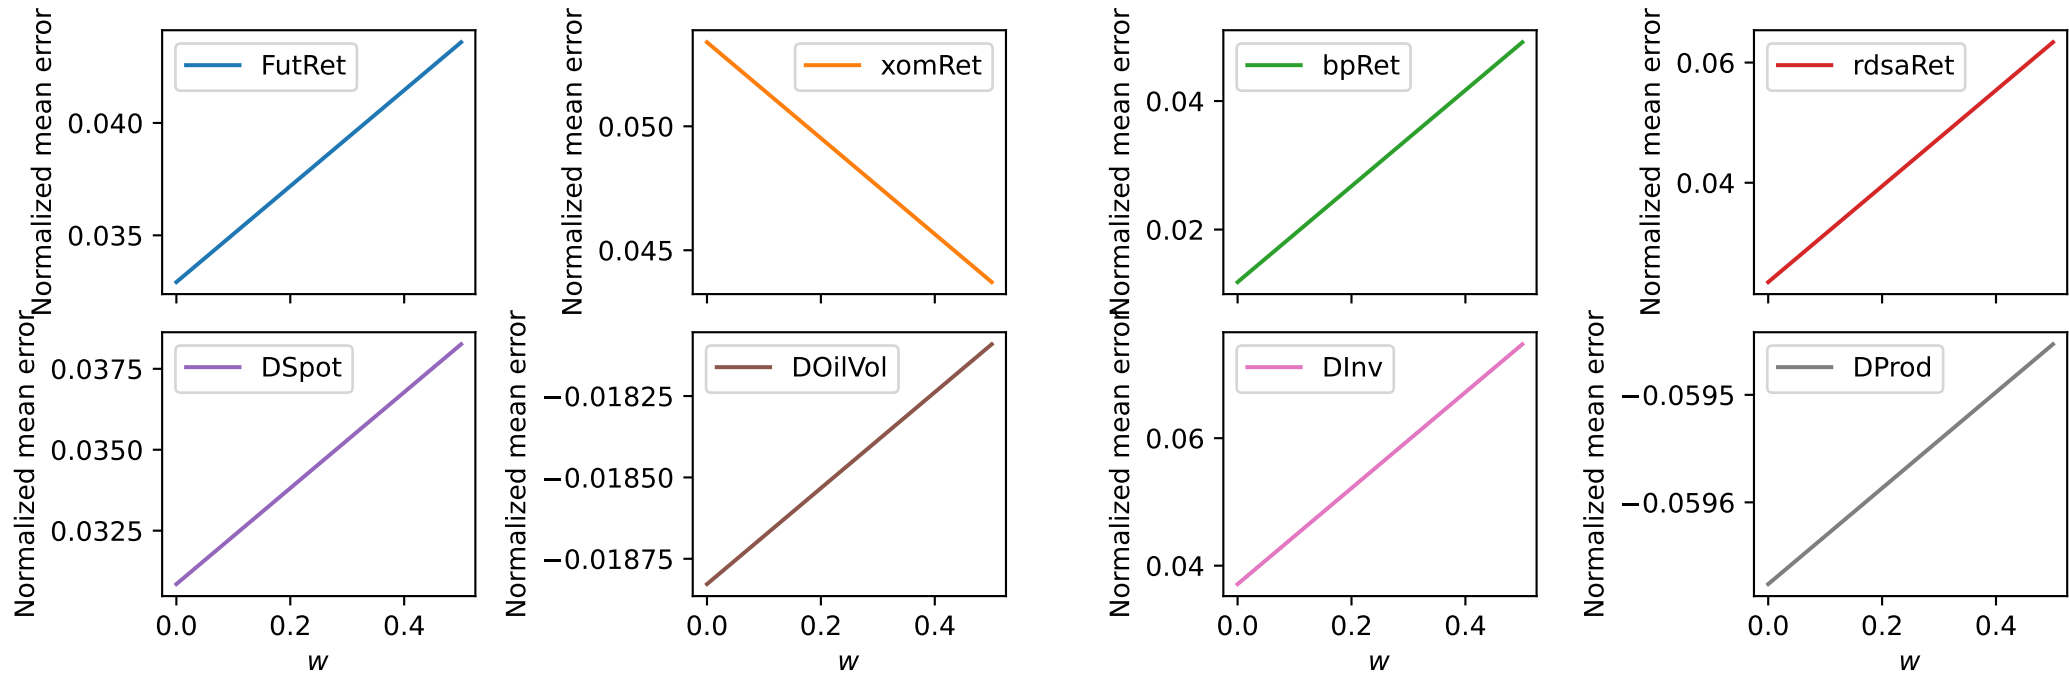 Normalized mean error
0.040
0.035
FutRet
Normalized mean error
0.050
0.045
xomRet
Normalized mean error
0.04
0.02
bpRet
Normalized mean error
0.06
0.04
rdsaRet
Normalized mean error
0.0375
0.0350
0.0325
DSpot
0.0 0.2 0.4
w
Normalized mean error
−0.01825
−0.01850
−0.01875
DOilVol
0.0 0.2 0.4
w
Normalized mean error
0.06
0.04
DInv
0.0 0.2 0.4
w
Normalized mean error
−0.0595
−0.0596
DProd
0.0 0.2 0.4
w